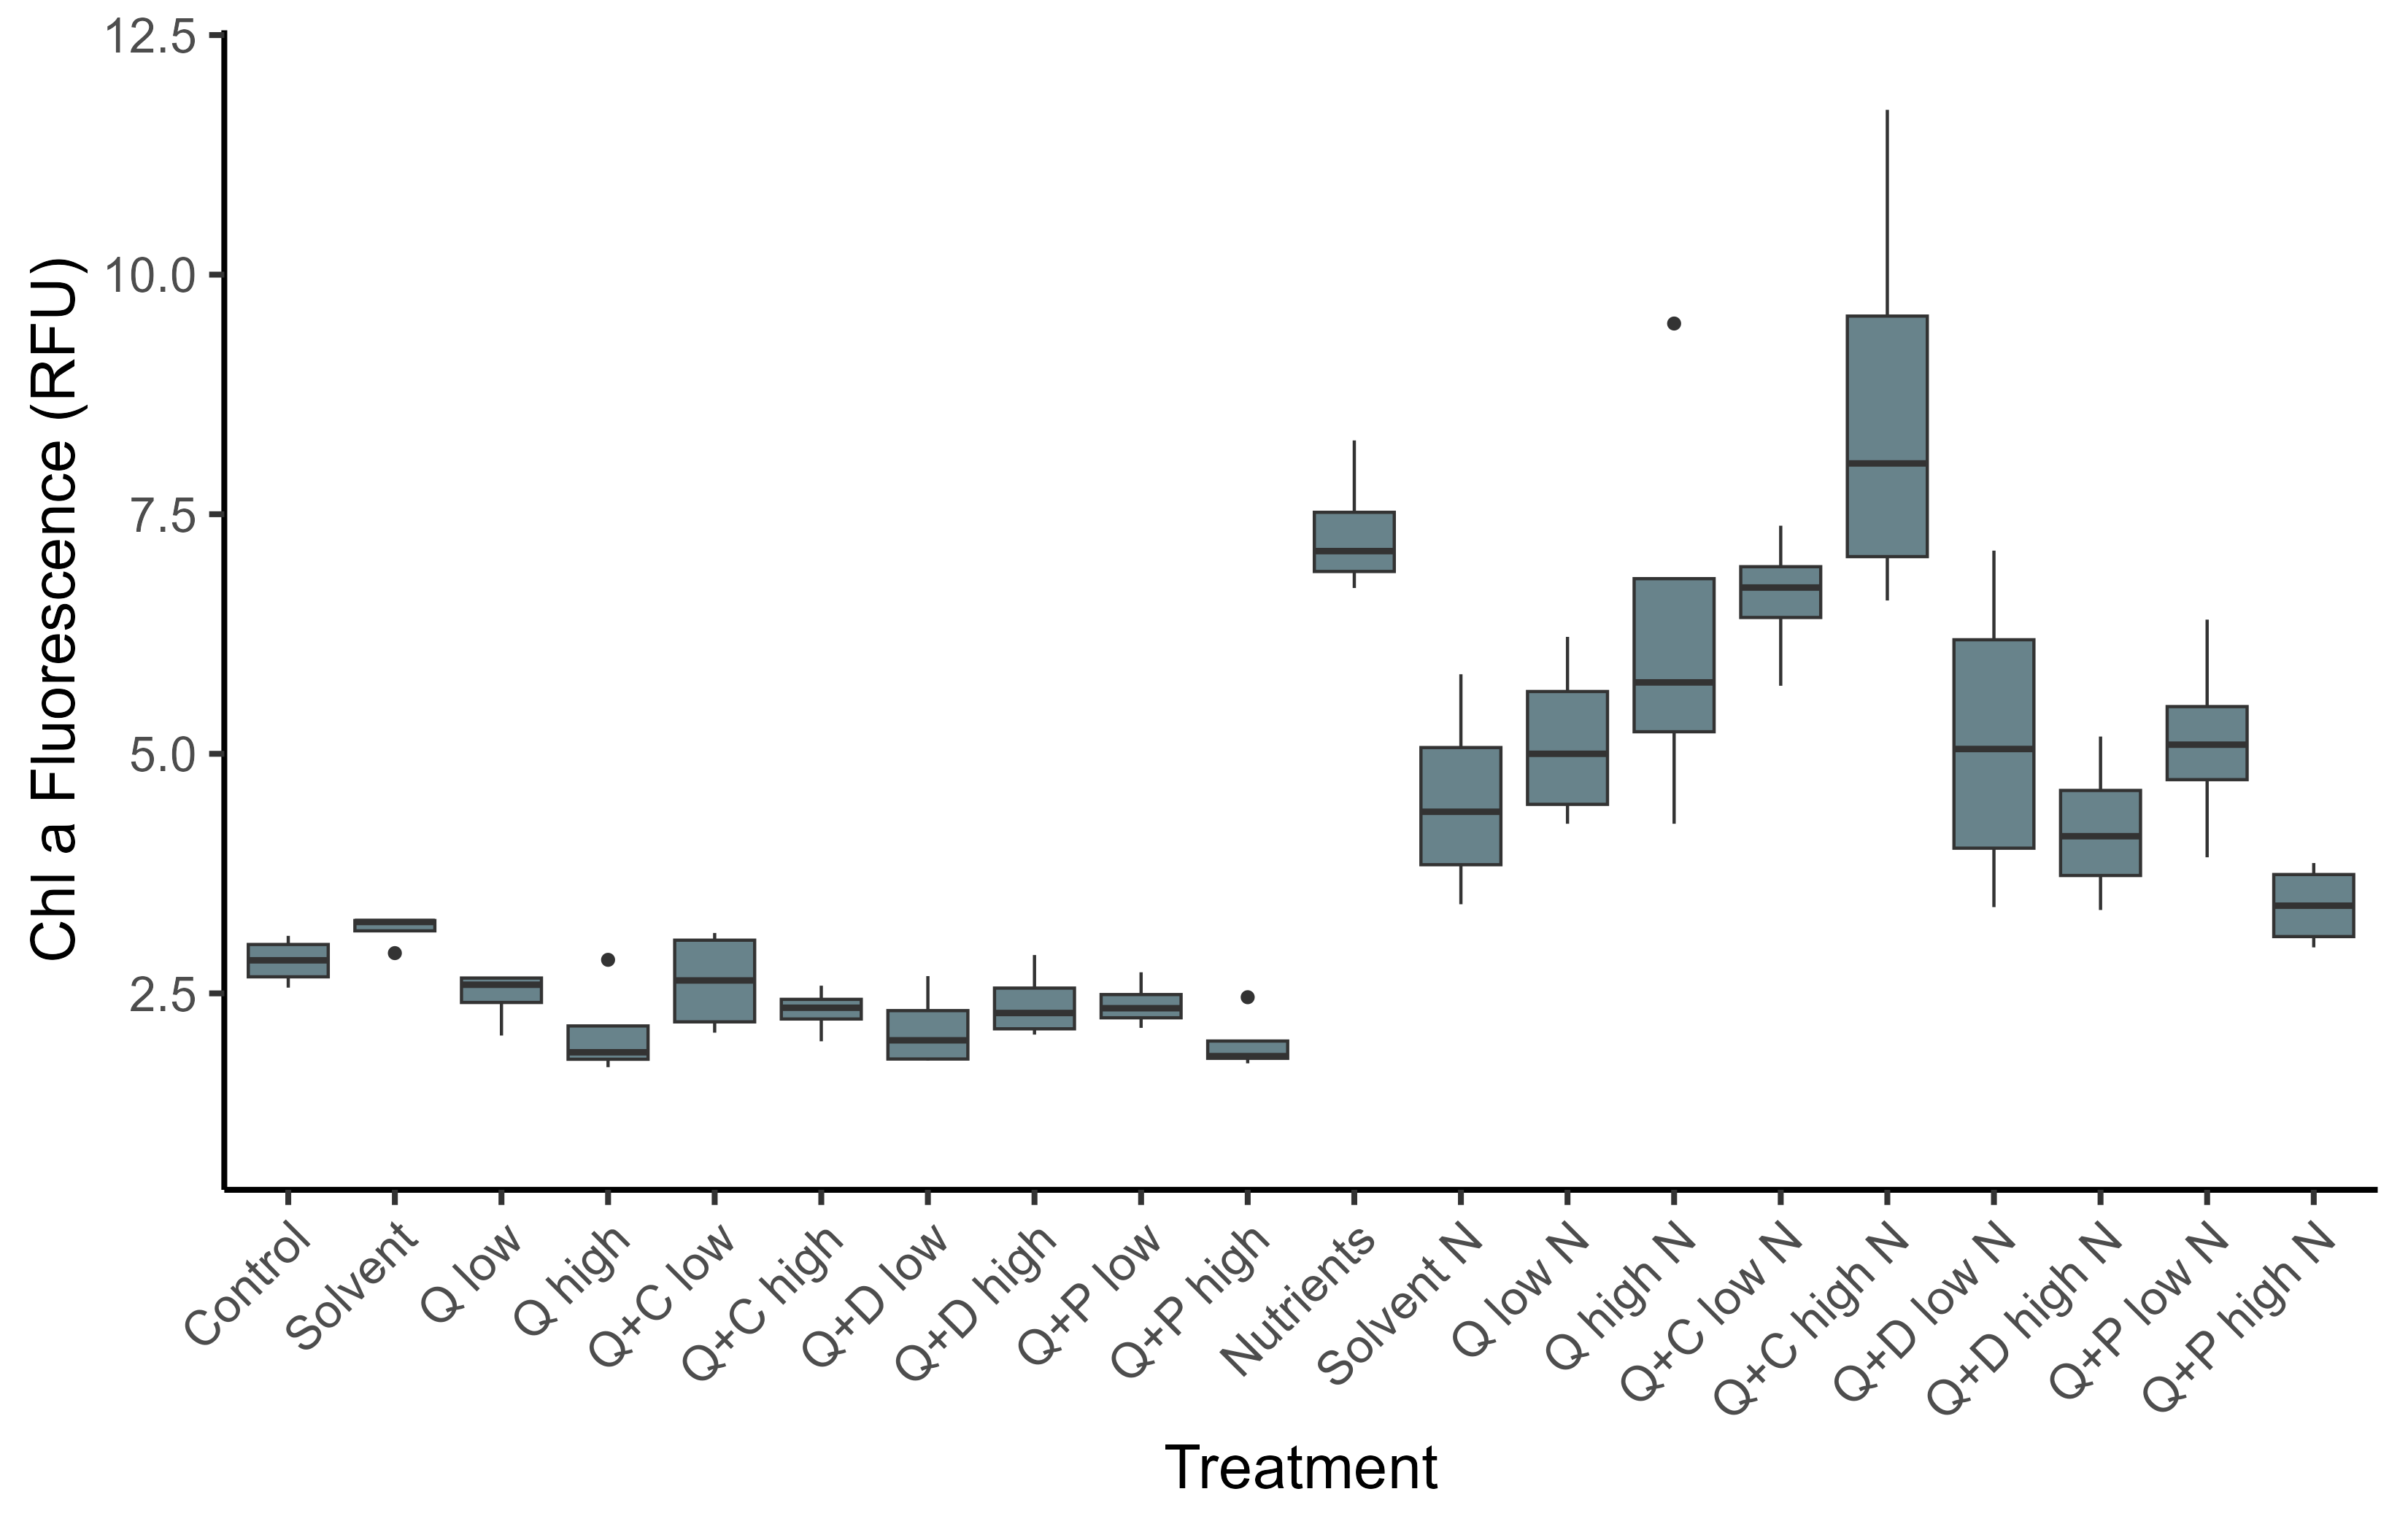 Chl a Fluorescence (RFU)
12.5
10.0
7.5
5.0
2.5
Control
Solvent
Q low
Q high
Q+C low
Q+C high
Q+D low
Q+D high
Q+P low
Q+P high
Nutrients
Solvent N
Q low N
Q high N
Q+C low N
Q+C high N
Q+D low N
Q+D high N
Q+P low N
Q+P high N
Treatment